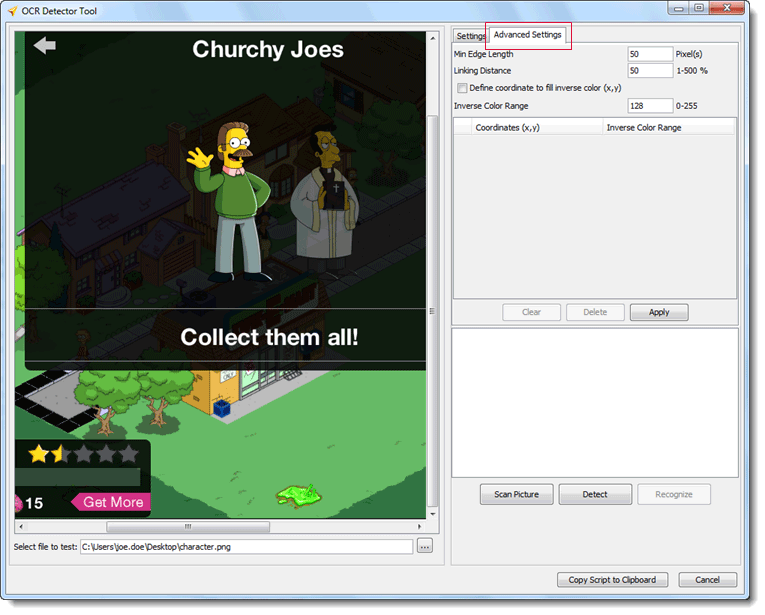 OCR Detector Tool
Churchy Joes
Collect them all!
15
Get More
Select file to test:
C:\Users\joe.doe\Desktop\character.png
...
Settings
Advanced Settings
Min Edge Length 50 Pixel(s)
Linking Distance 50 1-500 %
Define coordinate to fill inverse color (x,y)
Inverse Color Range 128 0-255
Coordinates (x,y) Inverse Color Range
Clear Delete Apply
Scan Picture Detect Recognize
Copy Script to Clipboard Cancel